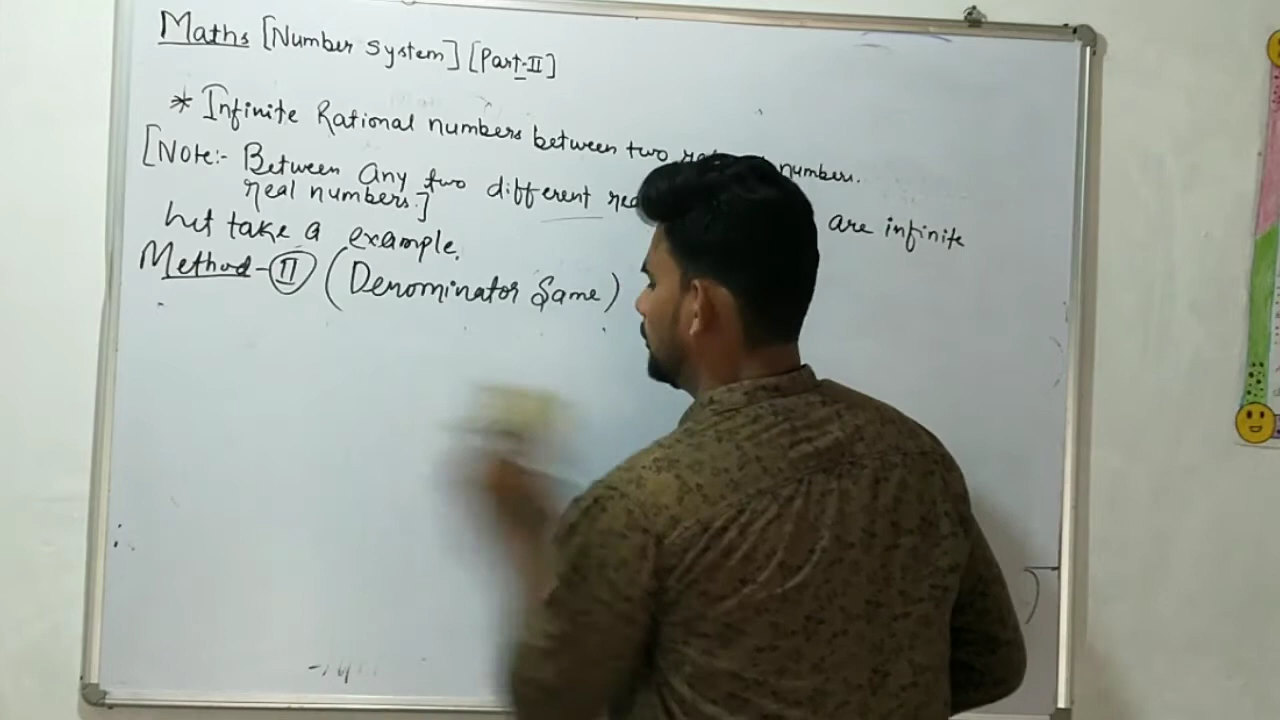 Maths [Number System] [Part-II]
* Infinite Rational numbers between two numbers.
[Note:- Between any two different are infinite
real numbers.]
Let take a example.
Method-II (Denominator Same)